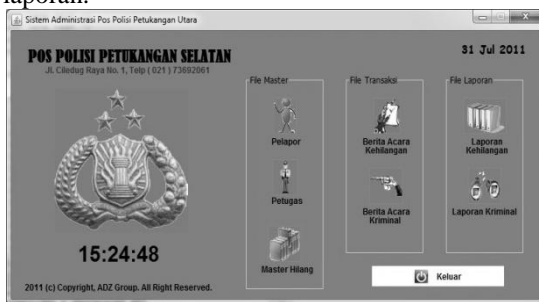 laporan.
Sistem Administrasi Pos Polisi Petukangan Utara
POS POLISI PETUKANGAN SELATAN
Jl. Ciledug Raya No. 1, Telp ( 021 ) 73692061
31 Jul 2011
File Master
Pelapor
Petugas
Master Hilang
File Transaksi
Berita Acara
Kehilangan
Berita Acara
Kriminal
File Laporan
Laporan
Kehilangan
Laporan Kriminal
15:24:48
Keluar
2011 (c) Copyright, ADZ Group. All Right Reserved.